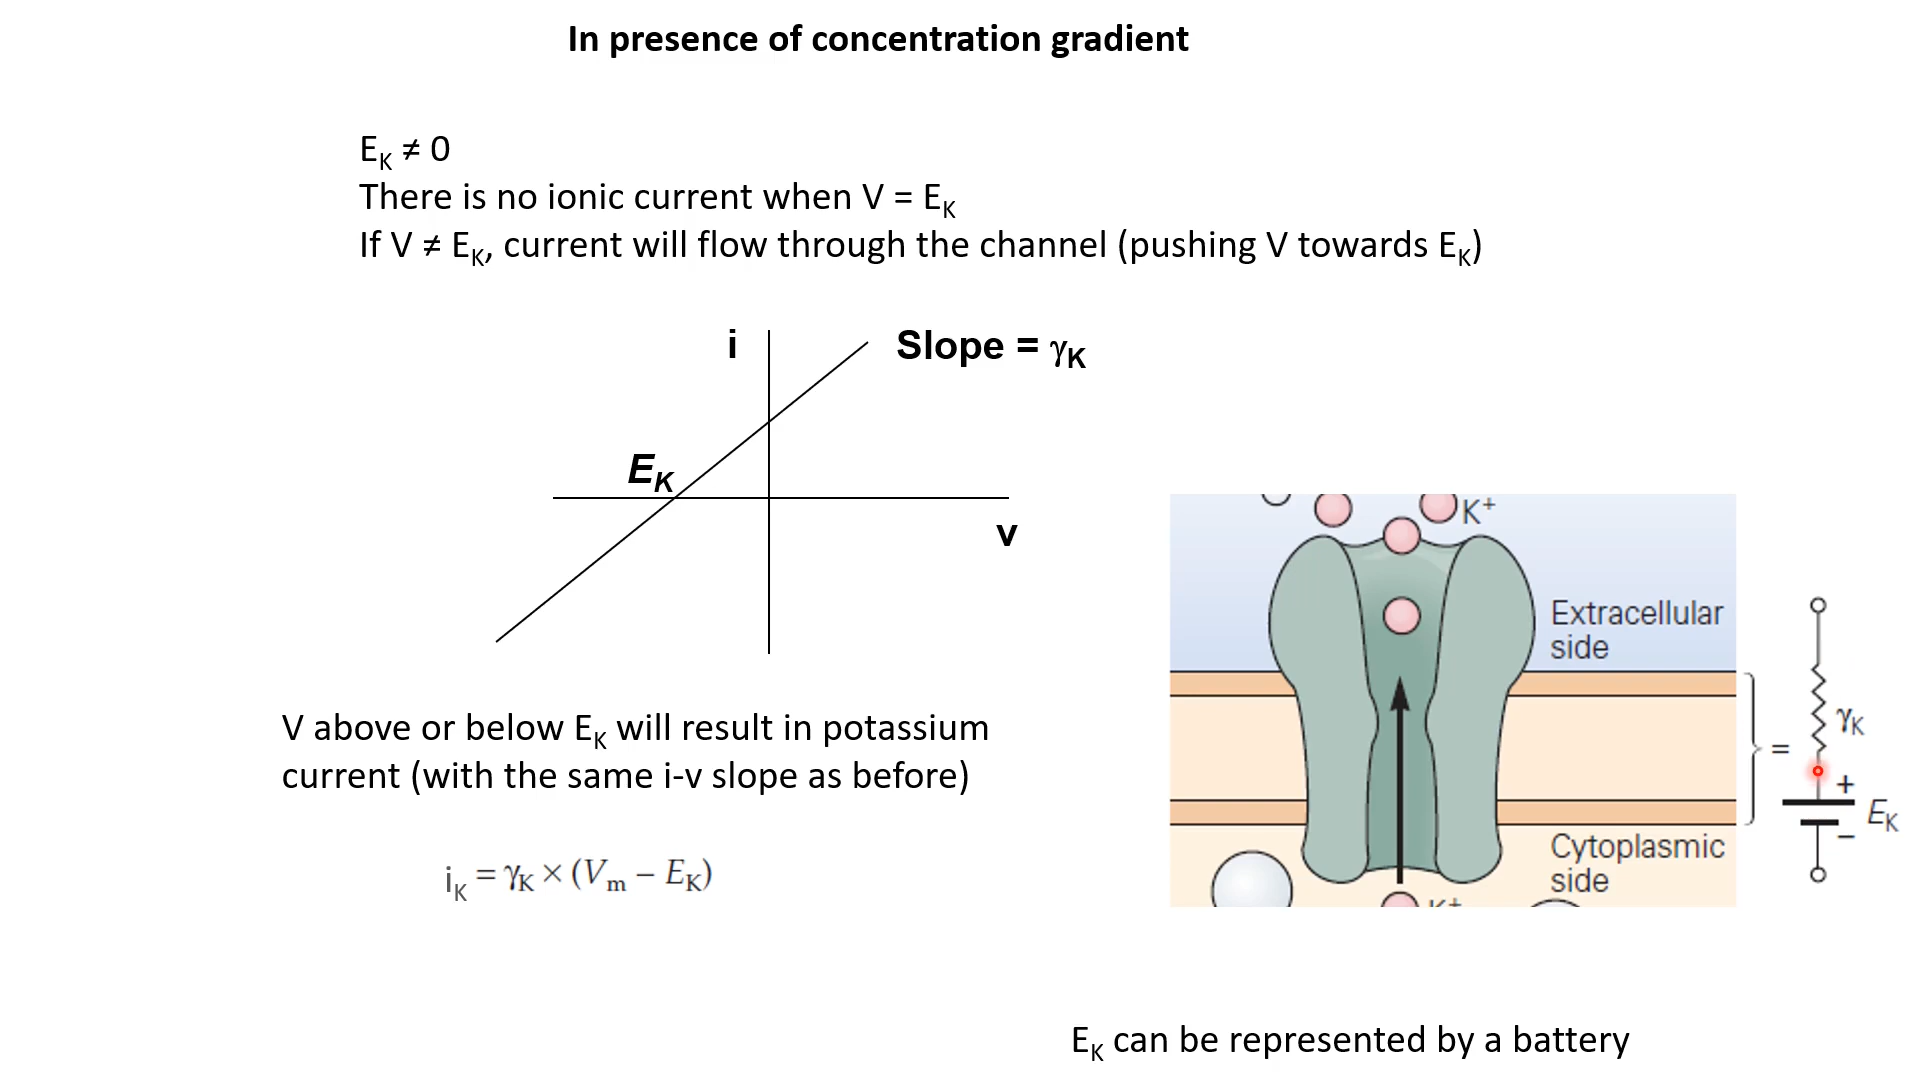 In presence of concentration gradient
E_K ≠ 0
There is no ionic current when V = E_K
If V ≠ E_K, current will flow through the channel (pushing V towards E_K)
i
Slope = γ_K
E_K
v
V above or below E_K will result in potassium
current (with the same i-v slope as before)
i_K = γ_K × (V_m − E_K)
K⁺
Extracellular
side
γ_K
=
+
E_K
−
Cytoplasmic
side
K⁺
E_K can be represented by a battery